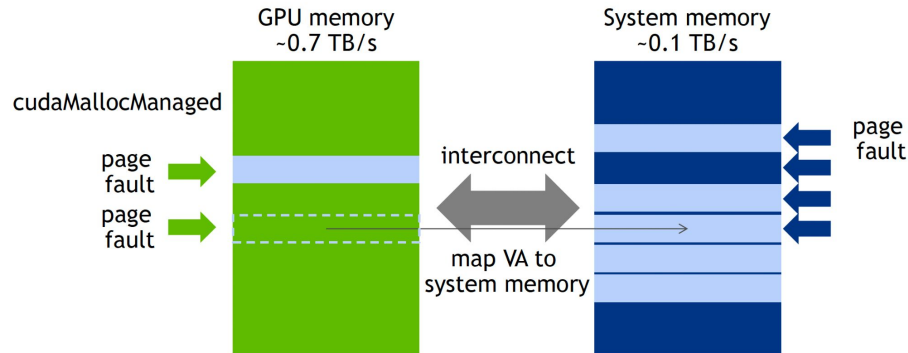 GPU memory
~0.7 TB/s
System memory
~0.1 TB/s
cudaMallocManaged
page
fault
page
fault
interconnect
map VA to
system memory
page
fault